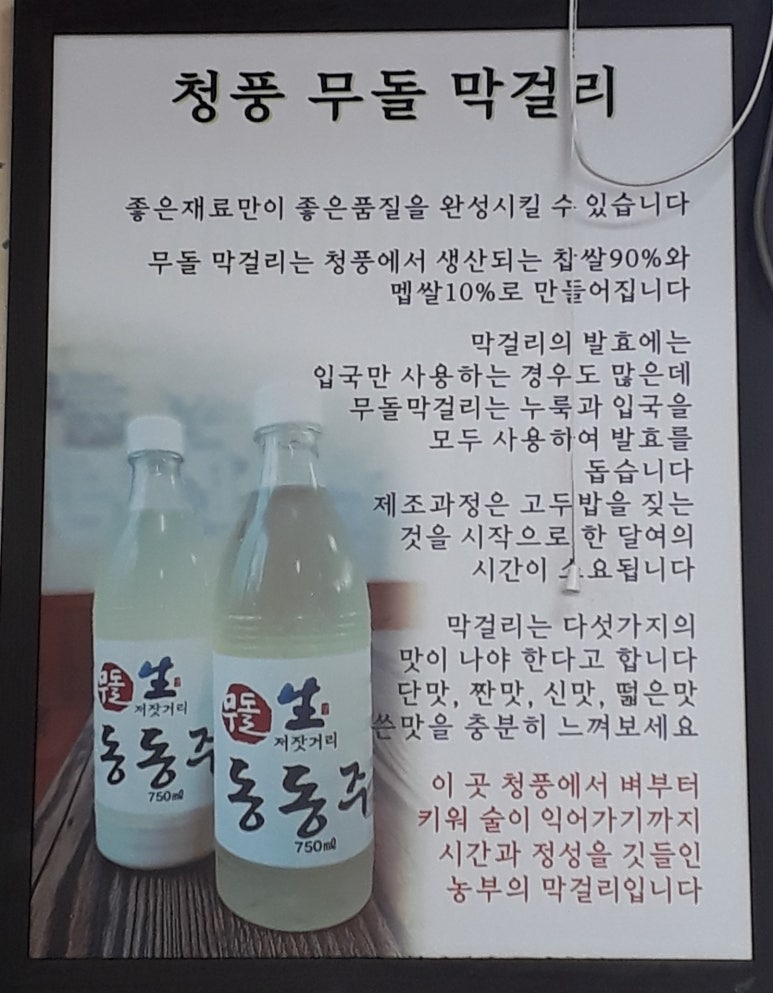 청풍 무돌 막걸리
좋은재료만이 좋은품질을 완성시킬 수 있습니다
무돌 막걸리는 청풍에서 생산되는 찹쌀90%와
멥쌀10%로 만들어집니다
막걸리의 발효에는
입국만 사용하는 경우도 많은데
무돌막걸리는 누룩과 입국을
모두 사용하여 발효를
돕습니다
제조과정은 고두밥을 짖는
것을 시작으로 한 달여의
시간이 소요됩니다
막걸리는 다섯가지의
맛이 나야 한다고 합니다
단맛, 짠맛, 신맛, 떫은맛
쓴맛을 충분히 느껴보세요
이 곳 청풍에서 벼부터
키워 술이 익어가기까지
시간과 정성을 깃들인
농부의 막걸리입니다
무돌 生
저잣거리
동동주
750㎖
무돌 生
저잣거리
동동주
750㎖